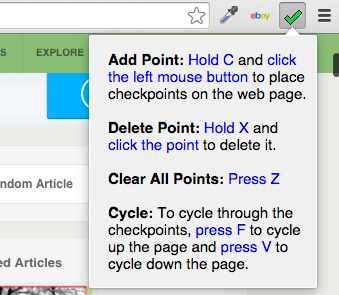 ebay
S
EXPLORE
Add Point: Hold C and click
the left mouse button to place
checkpoints on the web page.
Delete Point: Hold X and
click the point to delete it.
Clear All Points: Press Z
ndom Article
Cycle: To cycle through the
checkpoints, press F to cycle
up the page and press V to
cycle down the page.
ed Articles